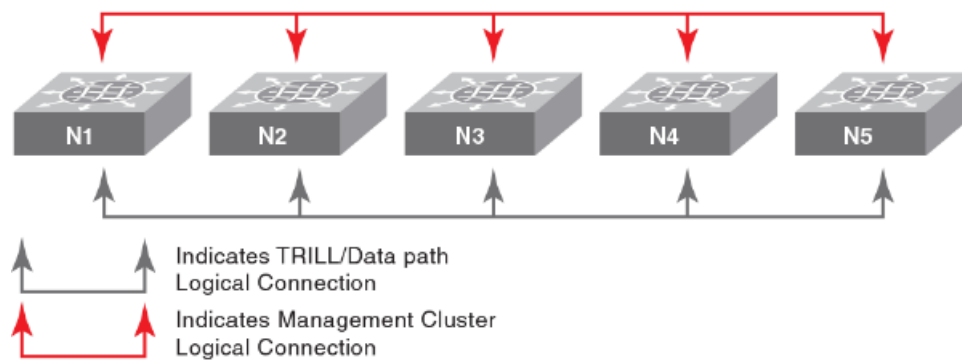 N1 N2 N3 N4 N5
Indicates TRILL/Data path
Logical Connection
Indicates Management Cluster
Logical Connection